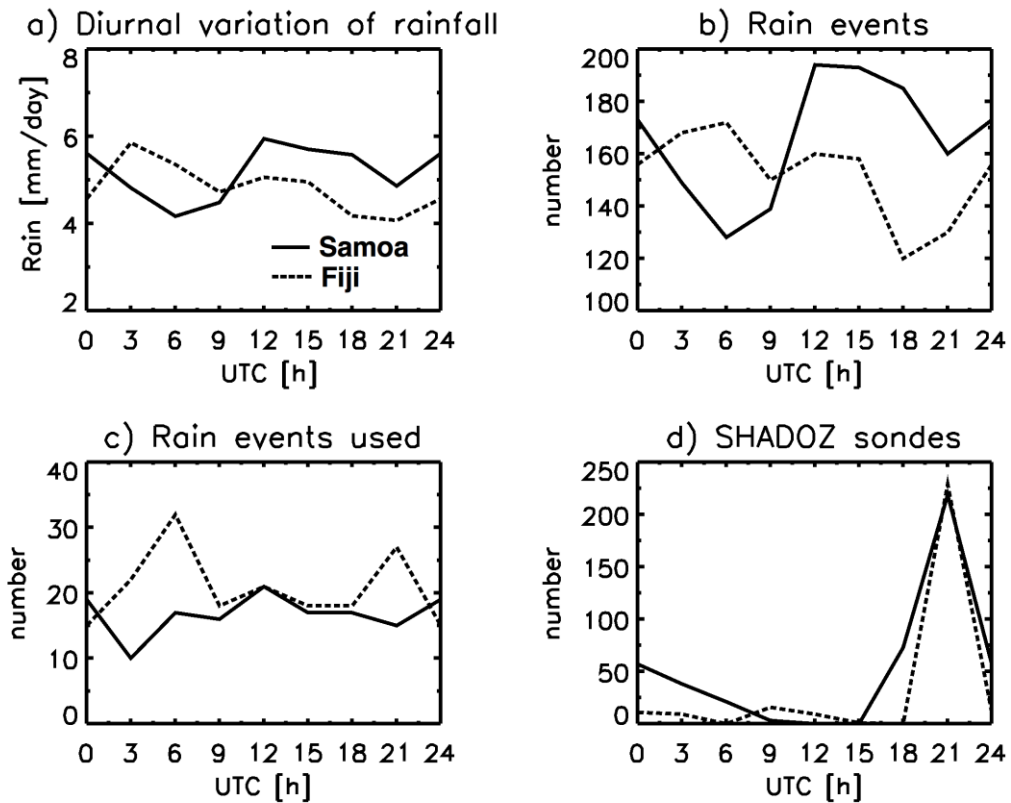 a) Diurnal variation of rainfall
8
6
4
2
Rain [mm/day]
Samoa
Fiji
0 3 6 9 12 15 18 21 24
UTC [h]
b) Rain events
200
180
160
140
120
100
number
0 3 6 9 12 15 18 21 24
UTC [h]
c) Rain events used
40
30
20
10
0
number
0 3 6 9 12 15 18 21 24
UTC [h]
d) SHADOZ sondes
250
200
150
100
50
0
number
0 3 6 9 12 15 18 21 24
UTC [h]